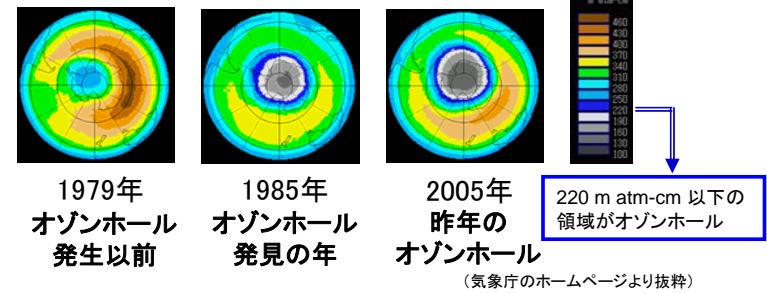 m atm-cm
460
430
400
370
340
310
280
250
220
190
160
130
100
1979年
オゾンホール
発生以前
1985年
オゾンホール
発見の年
2005年
昨年の
オゾンホール
220 m atm-cm 以下の
領域がオゾンホール
(気象庁のホームページより抜粋)